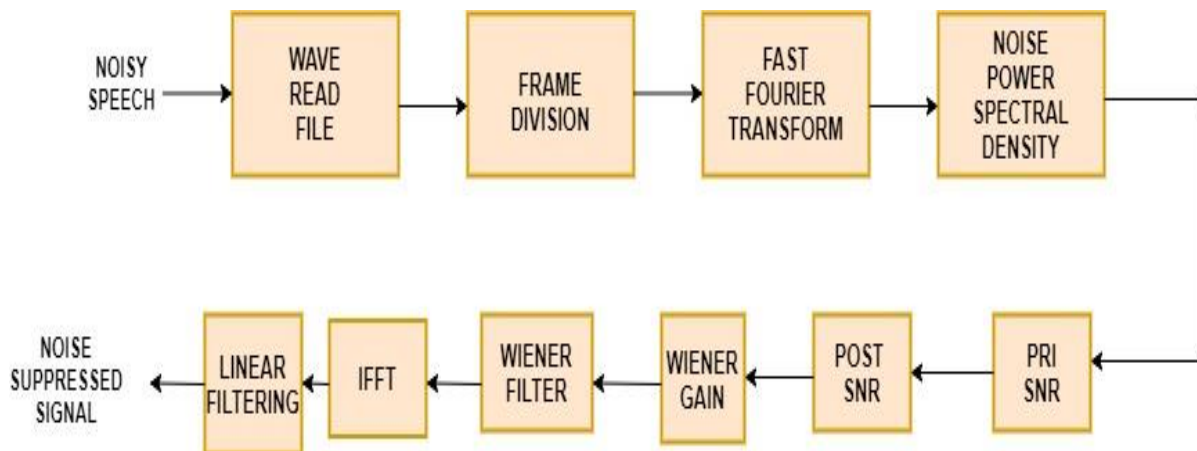 NOISY
SPEECH
WAVE
READ
FILE
FRAME
DIVISION
FAST
FOURIER
TRANSFORM
NOISE
POWER
SPECTRAL
DENSITY
PRI
SNR
POST
SNR
WIENER
GAIN
WIENER
FILTER
IFFT
LINEAR
FILTERING
NOISE
SUPPRESSED
SIGNAL